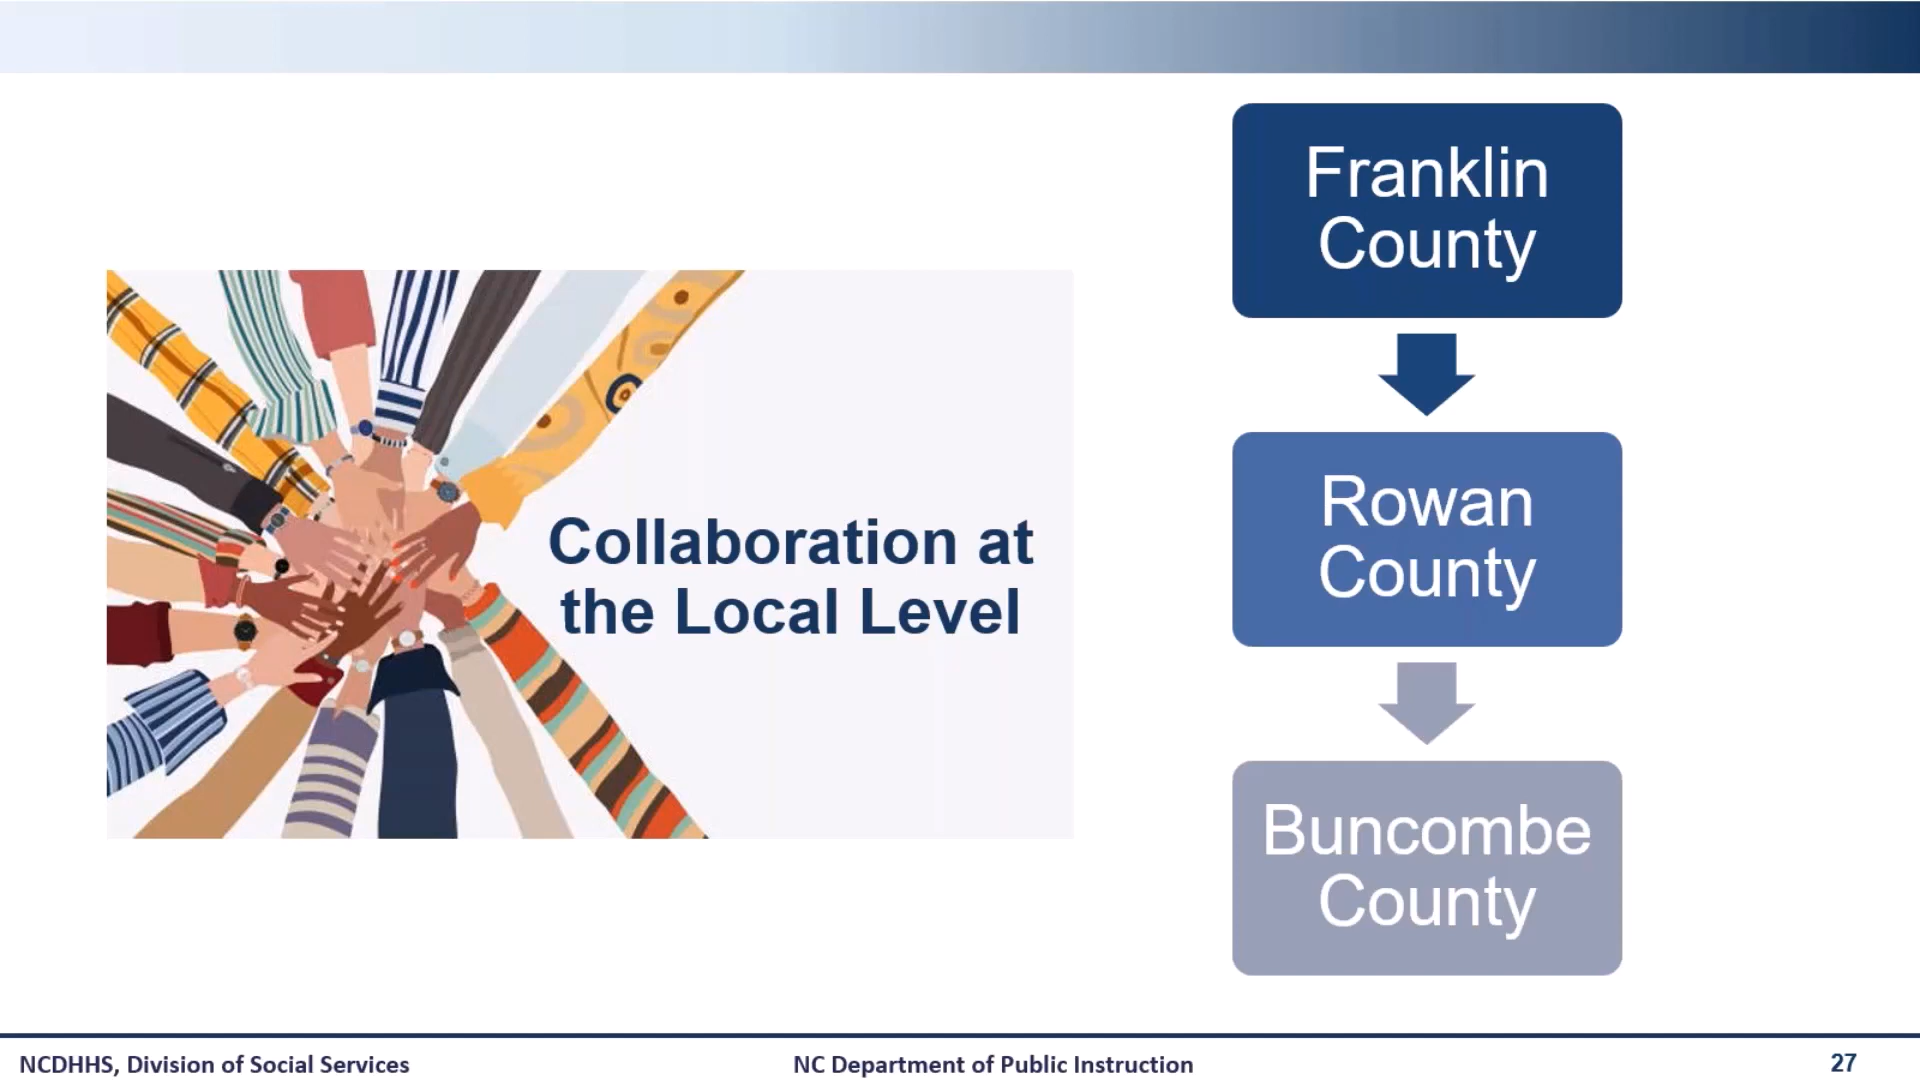 Collaboration at
the Local Level
Franklin
County
Rowan
County
Buncombe
County
NCDHHS, Division of Social Services
NC Department of Public Instruction
27